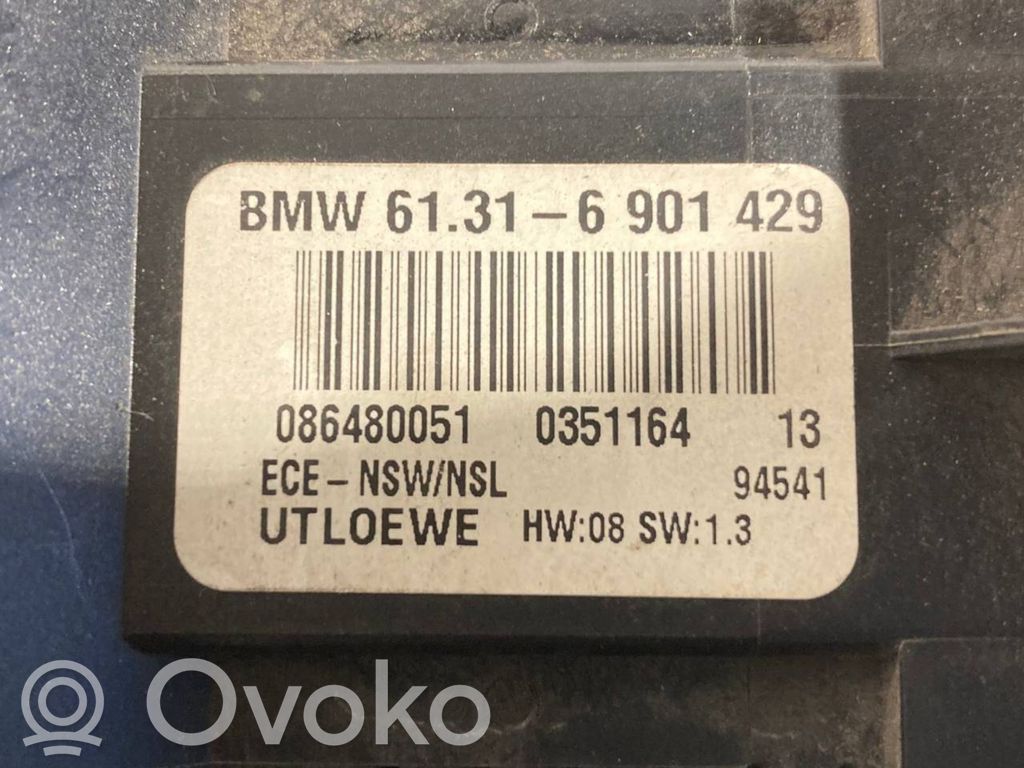 BMW 61.31-6 901 429
086480051 0351164 13
ECE-NSW/NSL 94541
UTLOEWE HW:08 SW:1.3
Ovoko